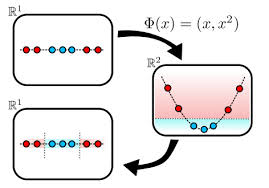 ℝ¹
Φ(x) = (x, x²)
ℝ²
ℝ¹